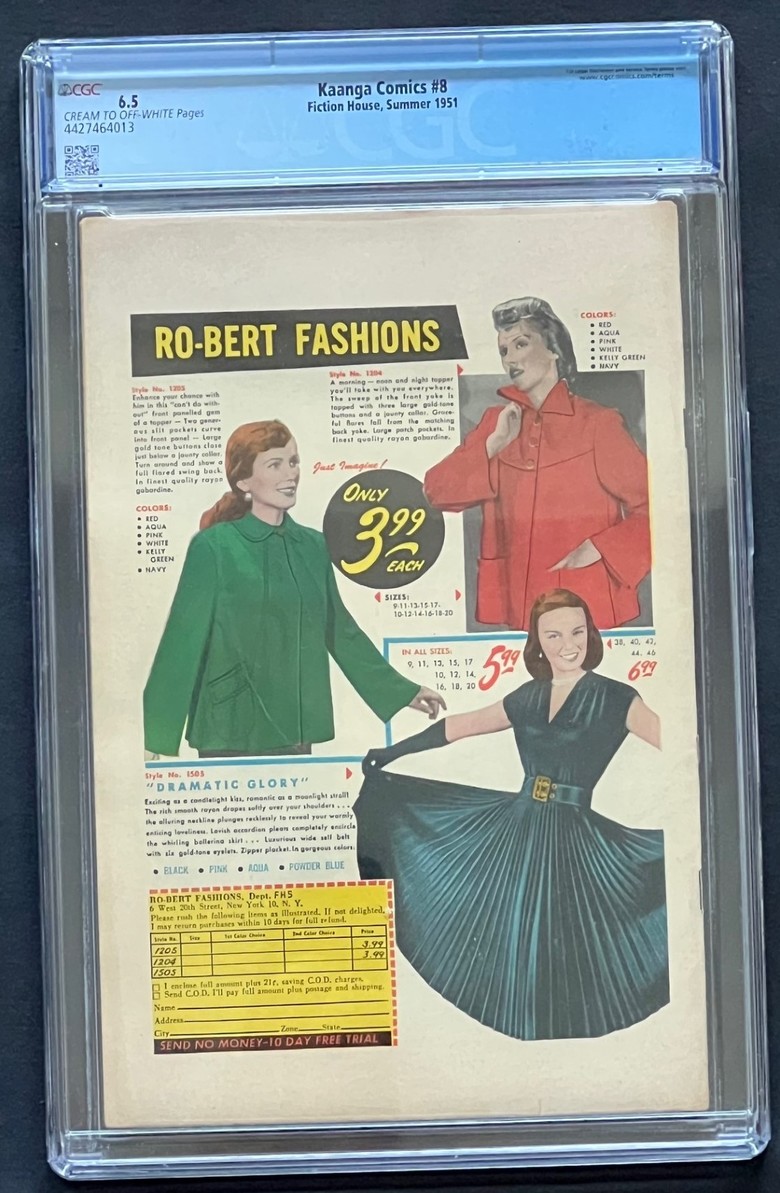 CGC
6.5
CREAM TO OFF-WHITE Pages
4427464013
Kaanga Comics #8
Fiction House, Summer 1951
www.cgccomics.com/terms
RO-BERT FASHIONS
COLORS:
• RED
• AQUA
• PINK
• WHITE
• KELLY GREEN
• NAVY
Style No. 1205
Enhance your chance with
him in this "can't do with-
out" front panelled gem
of a topper — Two gener-
ous slit pockets curve
into front panel — Large
gold tone buttons close
just below a jaunty collar.
Turn around and show a
full flared swing back.
In finest quality rayon
gabardine.
Style No. 1204
A morning — noon and night topper
you'll take with you everywhere.
The sweep of the front yoke is
topped with three large gold-tone
buttons and a jaunty collar. Grace-
ful flares fall from the matching
back yoke. Large patch pockets. In
finest quality rayon gabardine.
COLORS:
• RED
• AQUA
• PINK
• WHITE
• KELLY
GREEN
• NAVY
Just Imagine!
ONLY
3.99
EACH
SIZES:
9-11-13-15-17-
10-12-14-16-18-20
IN ALL SIZES:
9, 11, 13, 15, 17
10, 12, 14,
16, 18, 20
5.99
38, 40, 42,
44, 46
6.99
Style No. 1505
"DRAMATIC GLORY"
Exciting as a candlelight kiss, romantic as a moonlight stroll!
The rich smooth rayon drapes softly over your shoulders . . .
the alluring neckline plunges recklessly to reveal your warmly
enticing loveliness. Lavish accordian pleats completely encircle
the whirling ballerina skirt . . . Luxurious wide self belt
with six gold-tone eyelets. Zipper placket. In gorgeous colors.
• BLACK • PINK • AQUA • POWDER BLUE
RO-BERT FASHIONS, Dept. FH5
6 West 20th Street, New York 10, N. Y.
Please rush the following items as illustrated. If not delighted,
I may return purchases within 10 days for full refund.
Style No. Size 1st Color Choice 2nd Color Choice Price
1205 3.99
1204 3.99
1505
I enclose full amount plus 21¢, saving C.O.D. charges.
Send C.O.D. I'll pay full amount plus postage and shipping.
Name
Address
City Zone State
SEND NO MONEY-10 DAY FREE TRIAL